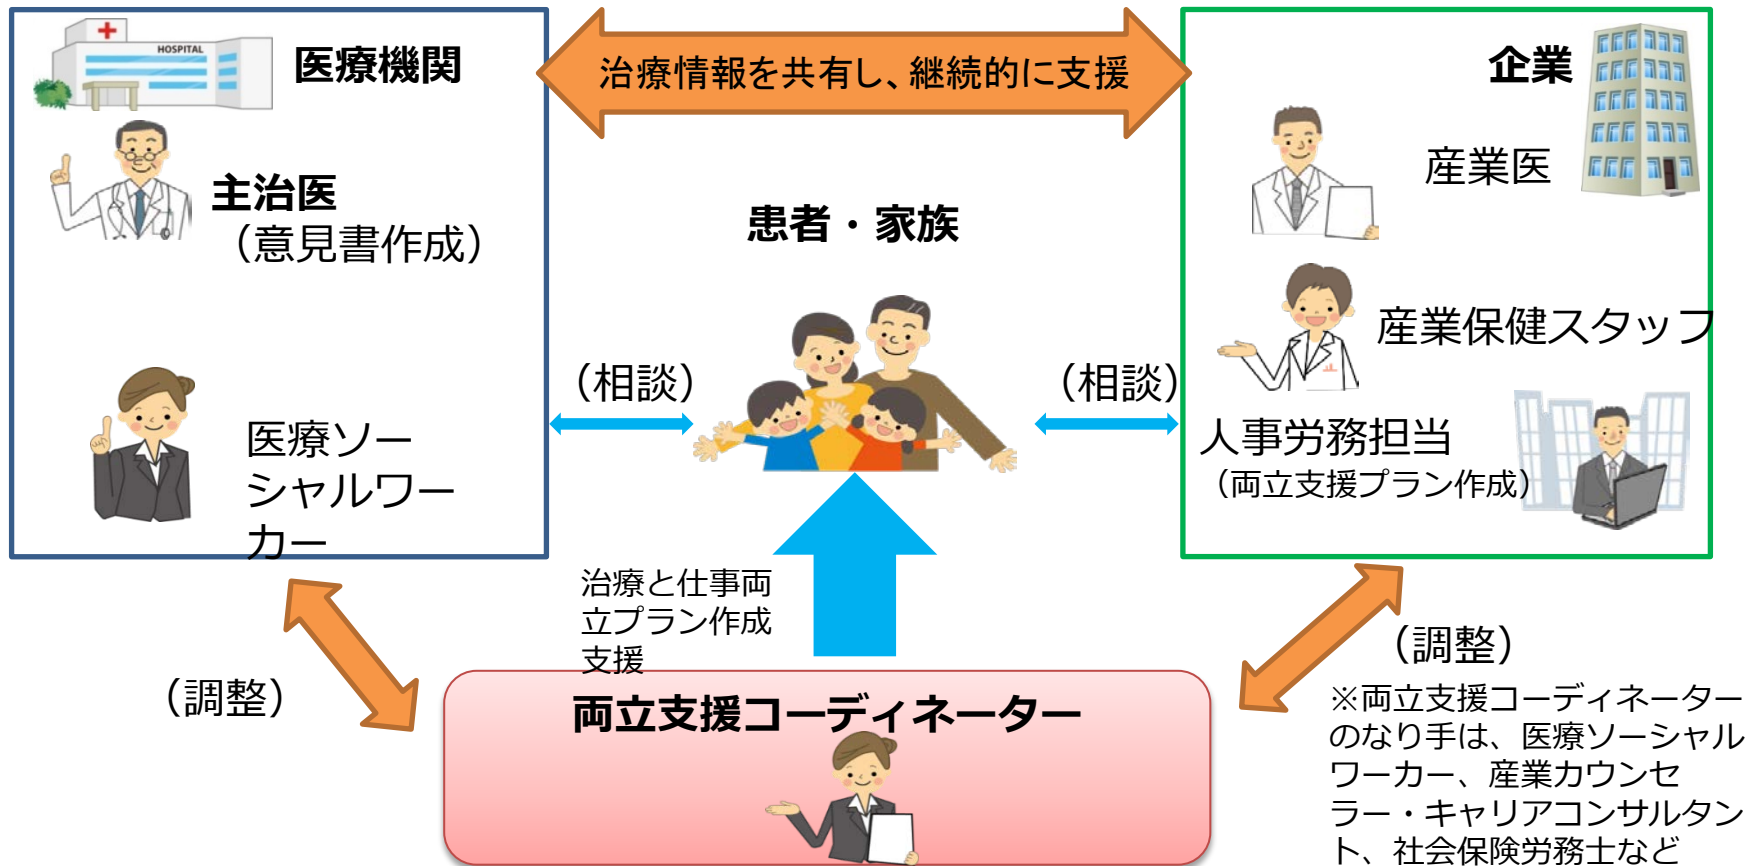 HOSPITAL
医療機関
治療情報を共有し、継続的に支援
企業
主治医
（意見書作成）
産業医
患者・家族
産業保健スタッフ
（相談）
（相談）
医療ソー
シャルワー
カー
人事労務担当
（両立支援プラン作成）
治療と仕事両
立プラン作成
支援
（調整）
（調整）
両立支援コーディネーター
※両立支援コーディネーター
のなり手は、医療ソーシャル
ワーカー、産業カウンセ
ラー・キャリアコンサルタン
ト、社会保険労務士など